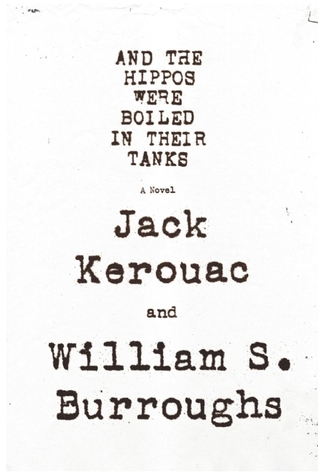 AND THE
HIPPOS
WERE
BOILED
IN THEIR
TANKS
A Novel
Jack
Kerouac
and
William S.
Burroughs